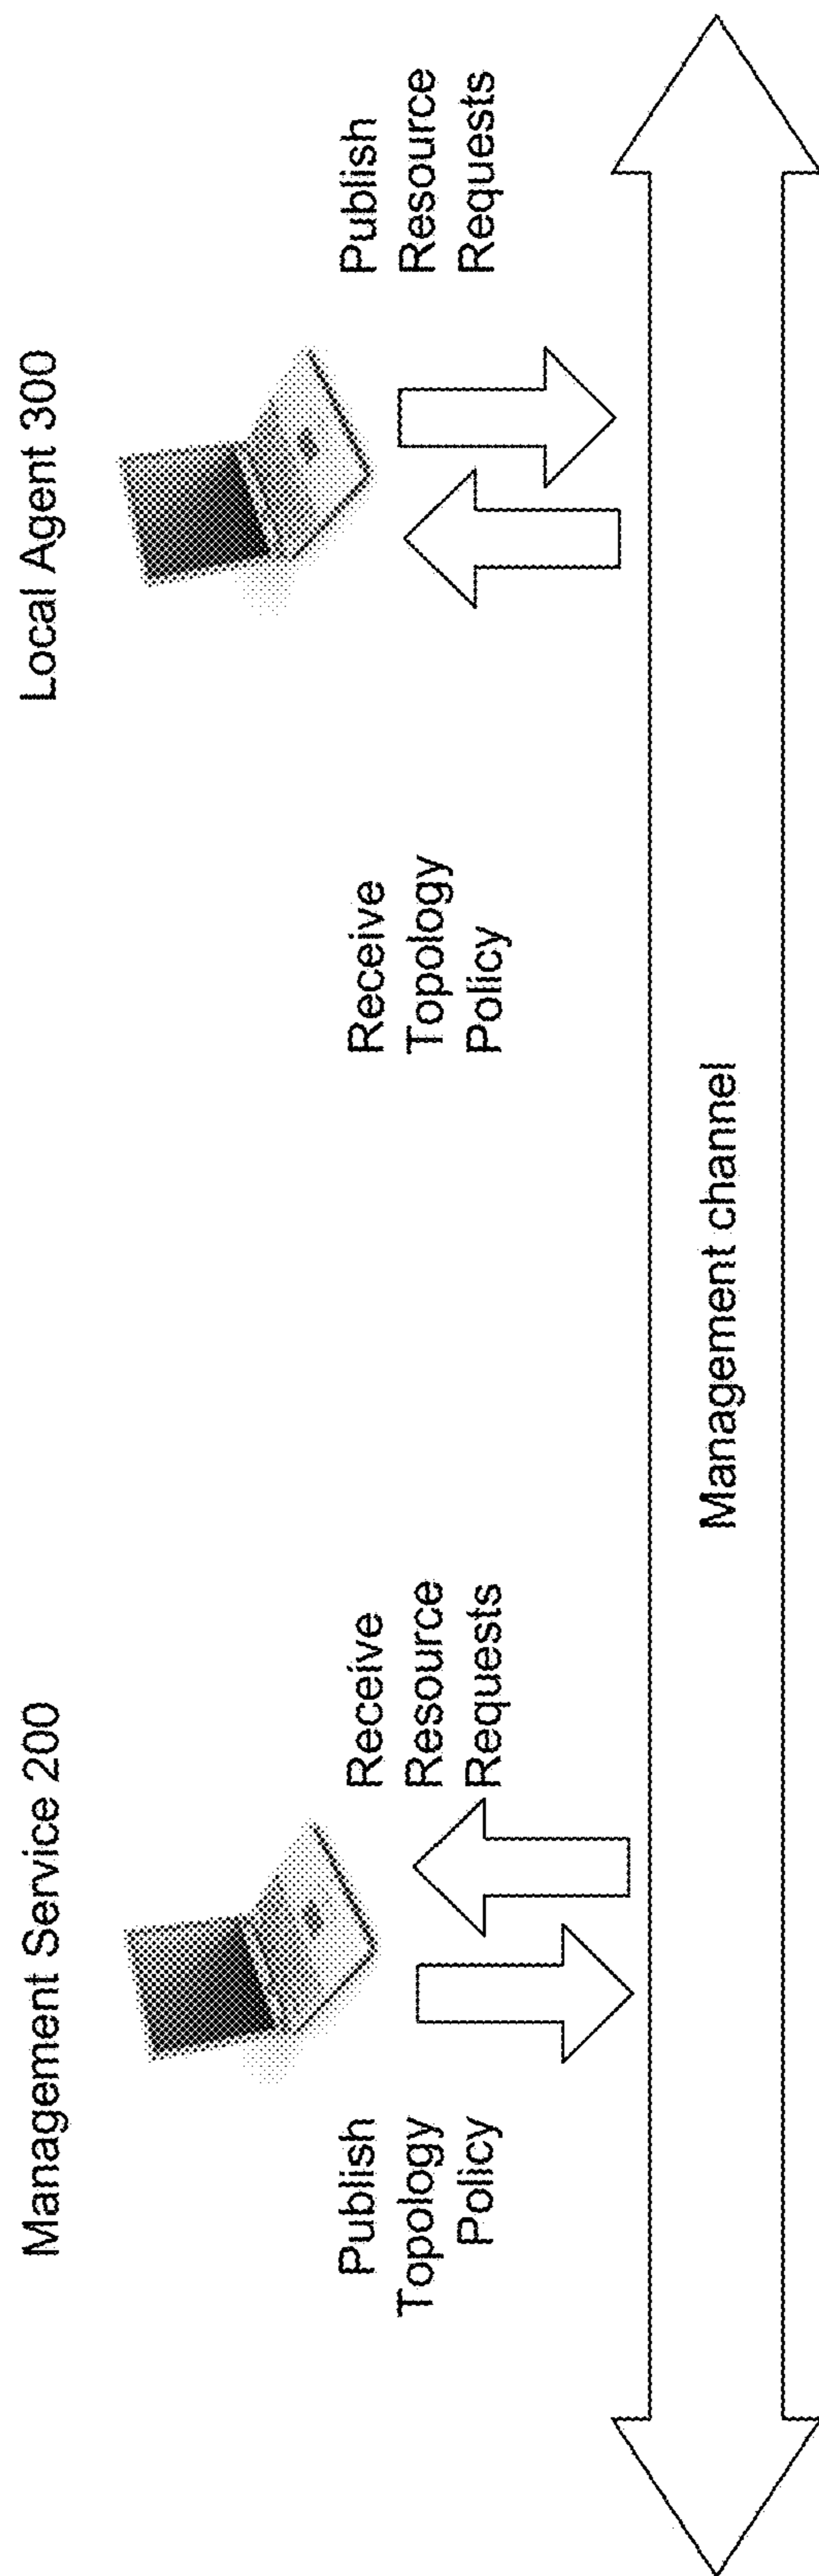 Management Service 200
Local Agent 300
Publish
Topology
Policy
Receive
Resource
Requests
Receive
Topology
Policy
Publish
Resource
Requests
Management channel